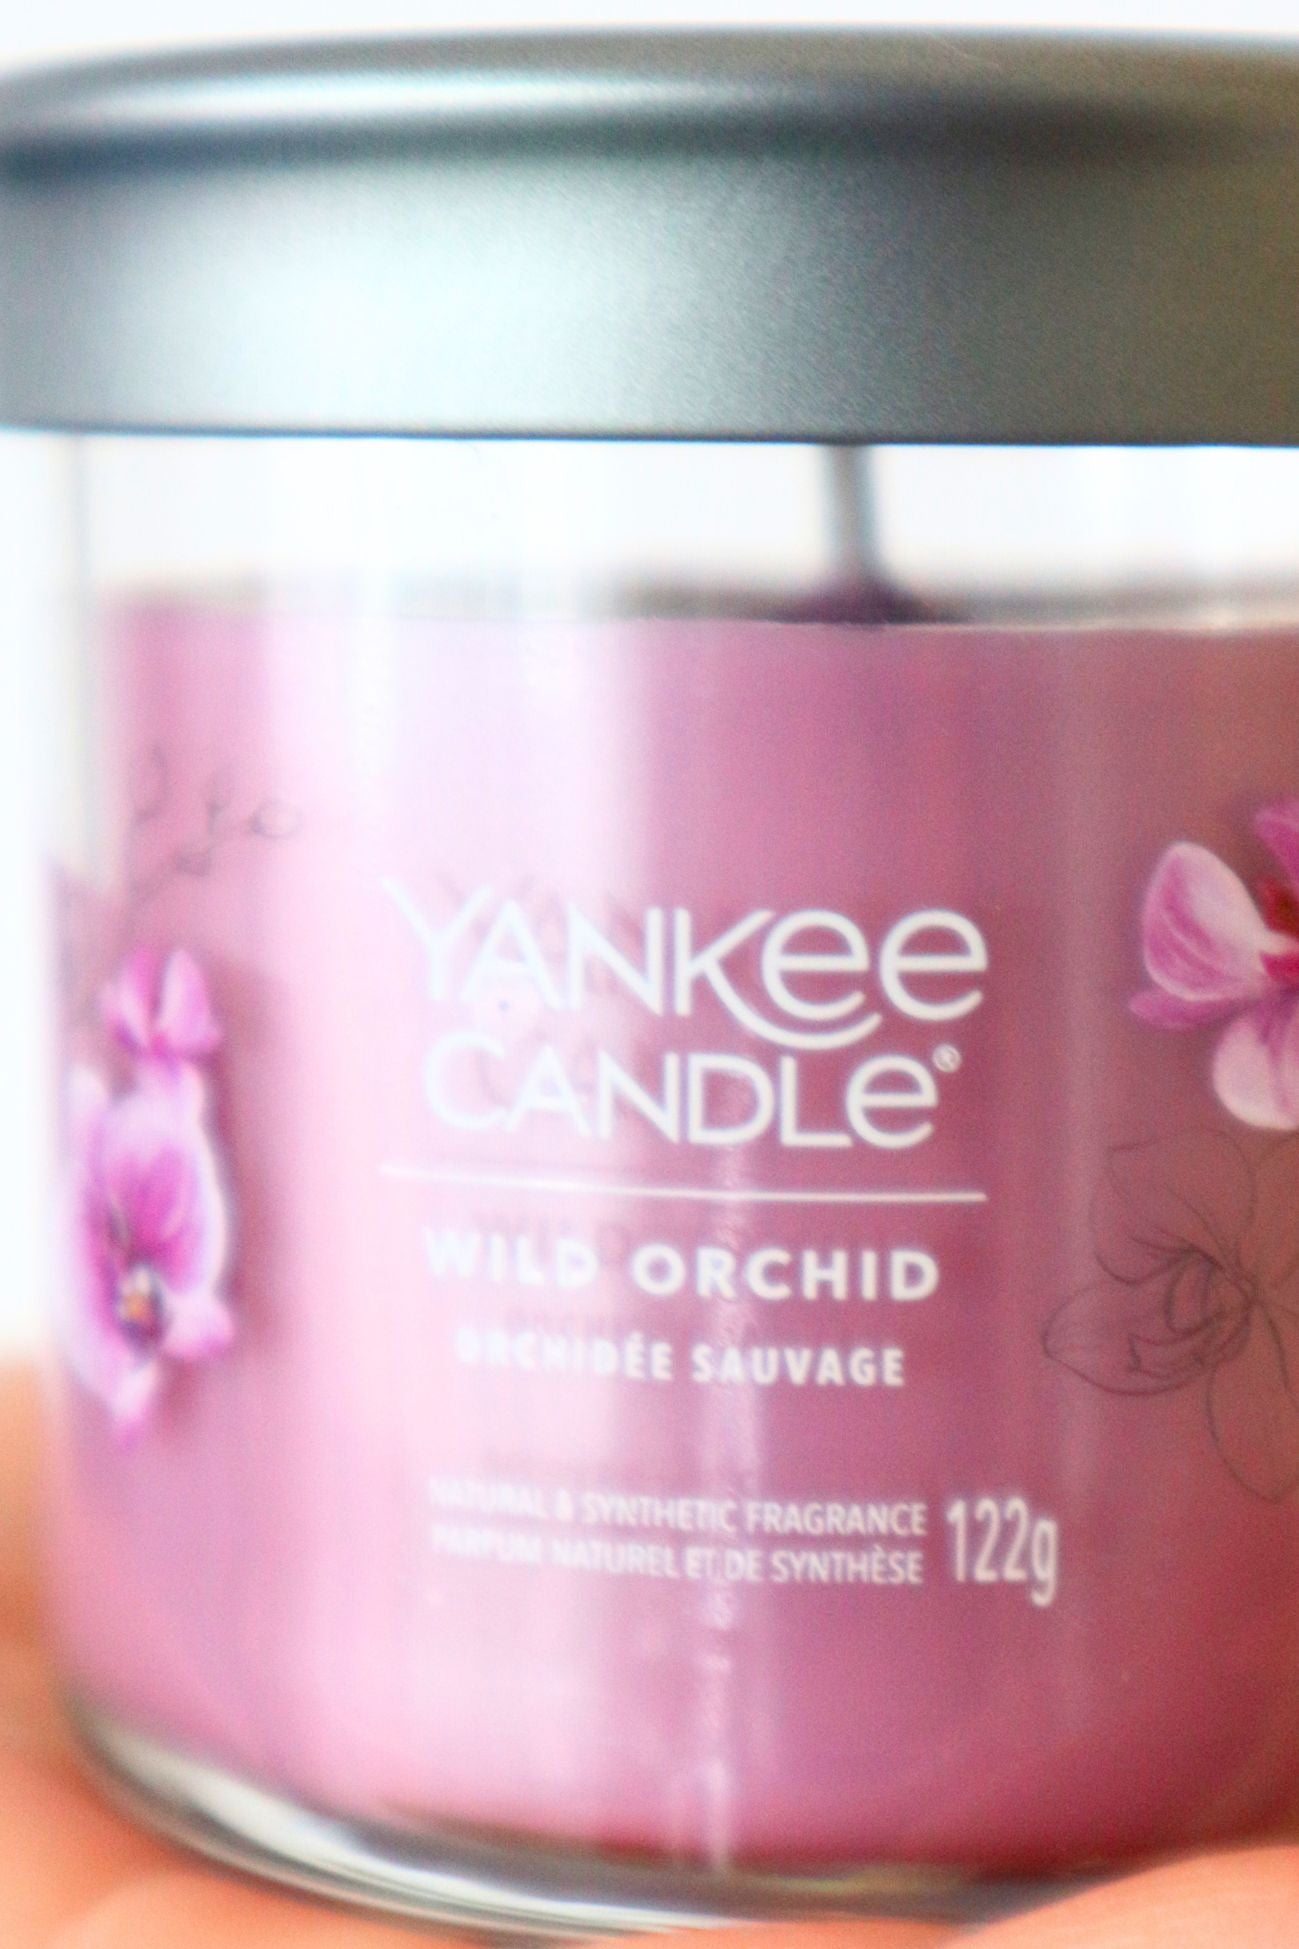 YANKEE
CANDLE®
WILD ORCHID
ORCHIDÉE SAUVAGE
NATURAL & SYNTHETIC FRAGRANCE
PARFUM NATUREL ET DE SYNTHÈSE
122g